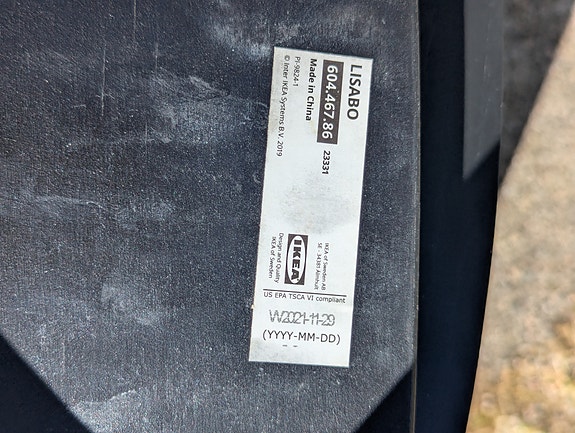 LISABO
604.467.86 23331
Made in China
PI-9824-1
© Inter IKEA Systems B.V. 2019
IKEA of Sweden AB
SE - 34381 Älmhult
IKEA
Design and Quality
IKEA of Sweden
US EPA TSCA VI compliant
W2021-11-29
(YYYY-MM-DD)